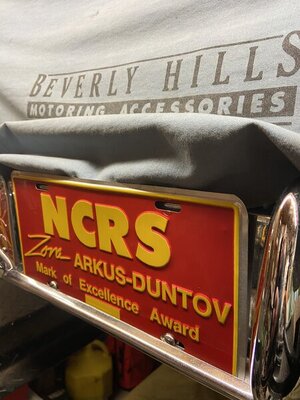 BEVERLY HILLS
MOTORING ACCESSORIES
NCRS
Zora ARKUS-DUNTOV
Mark of Excellence Award